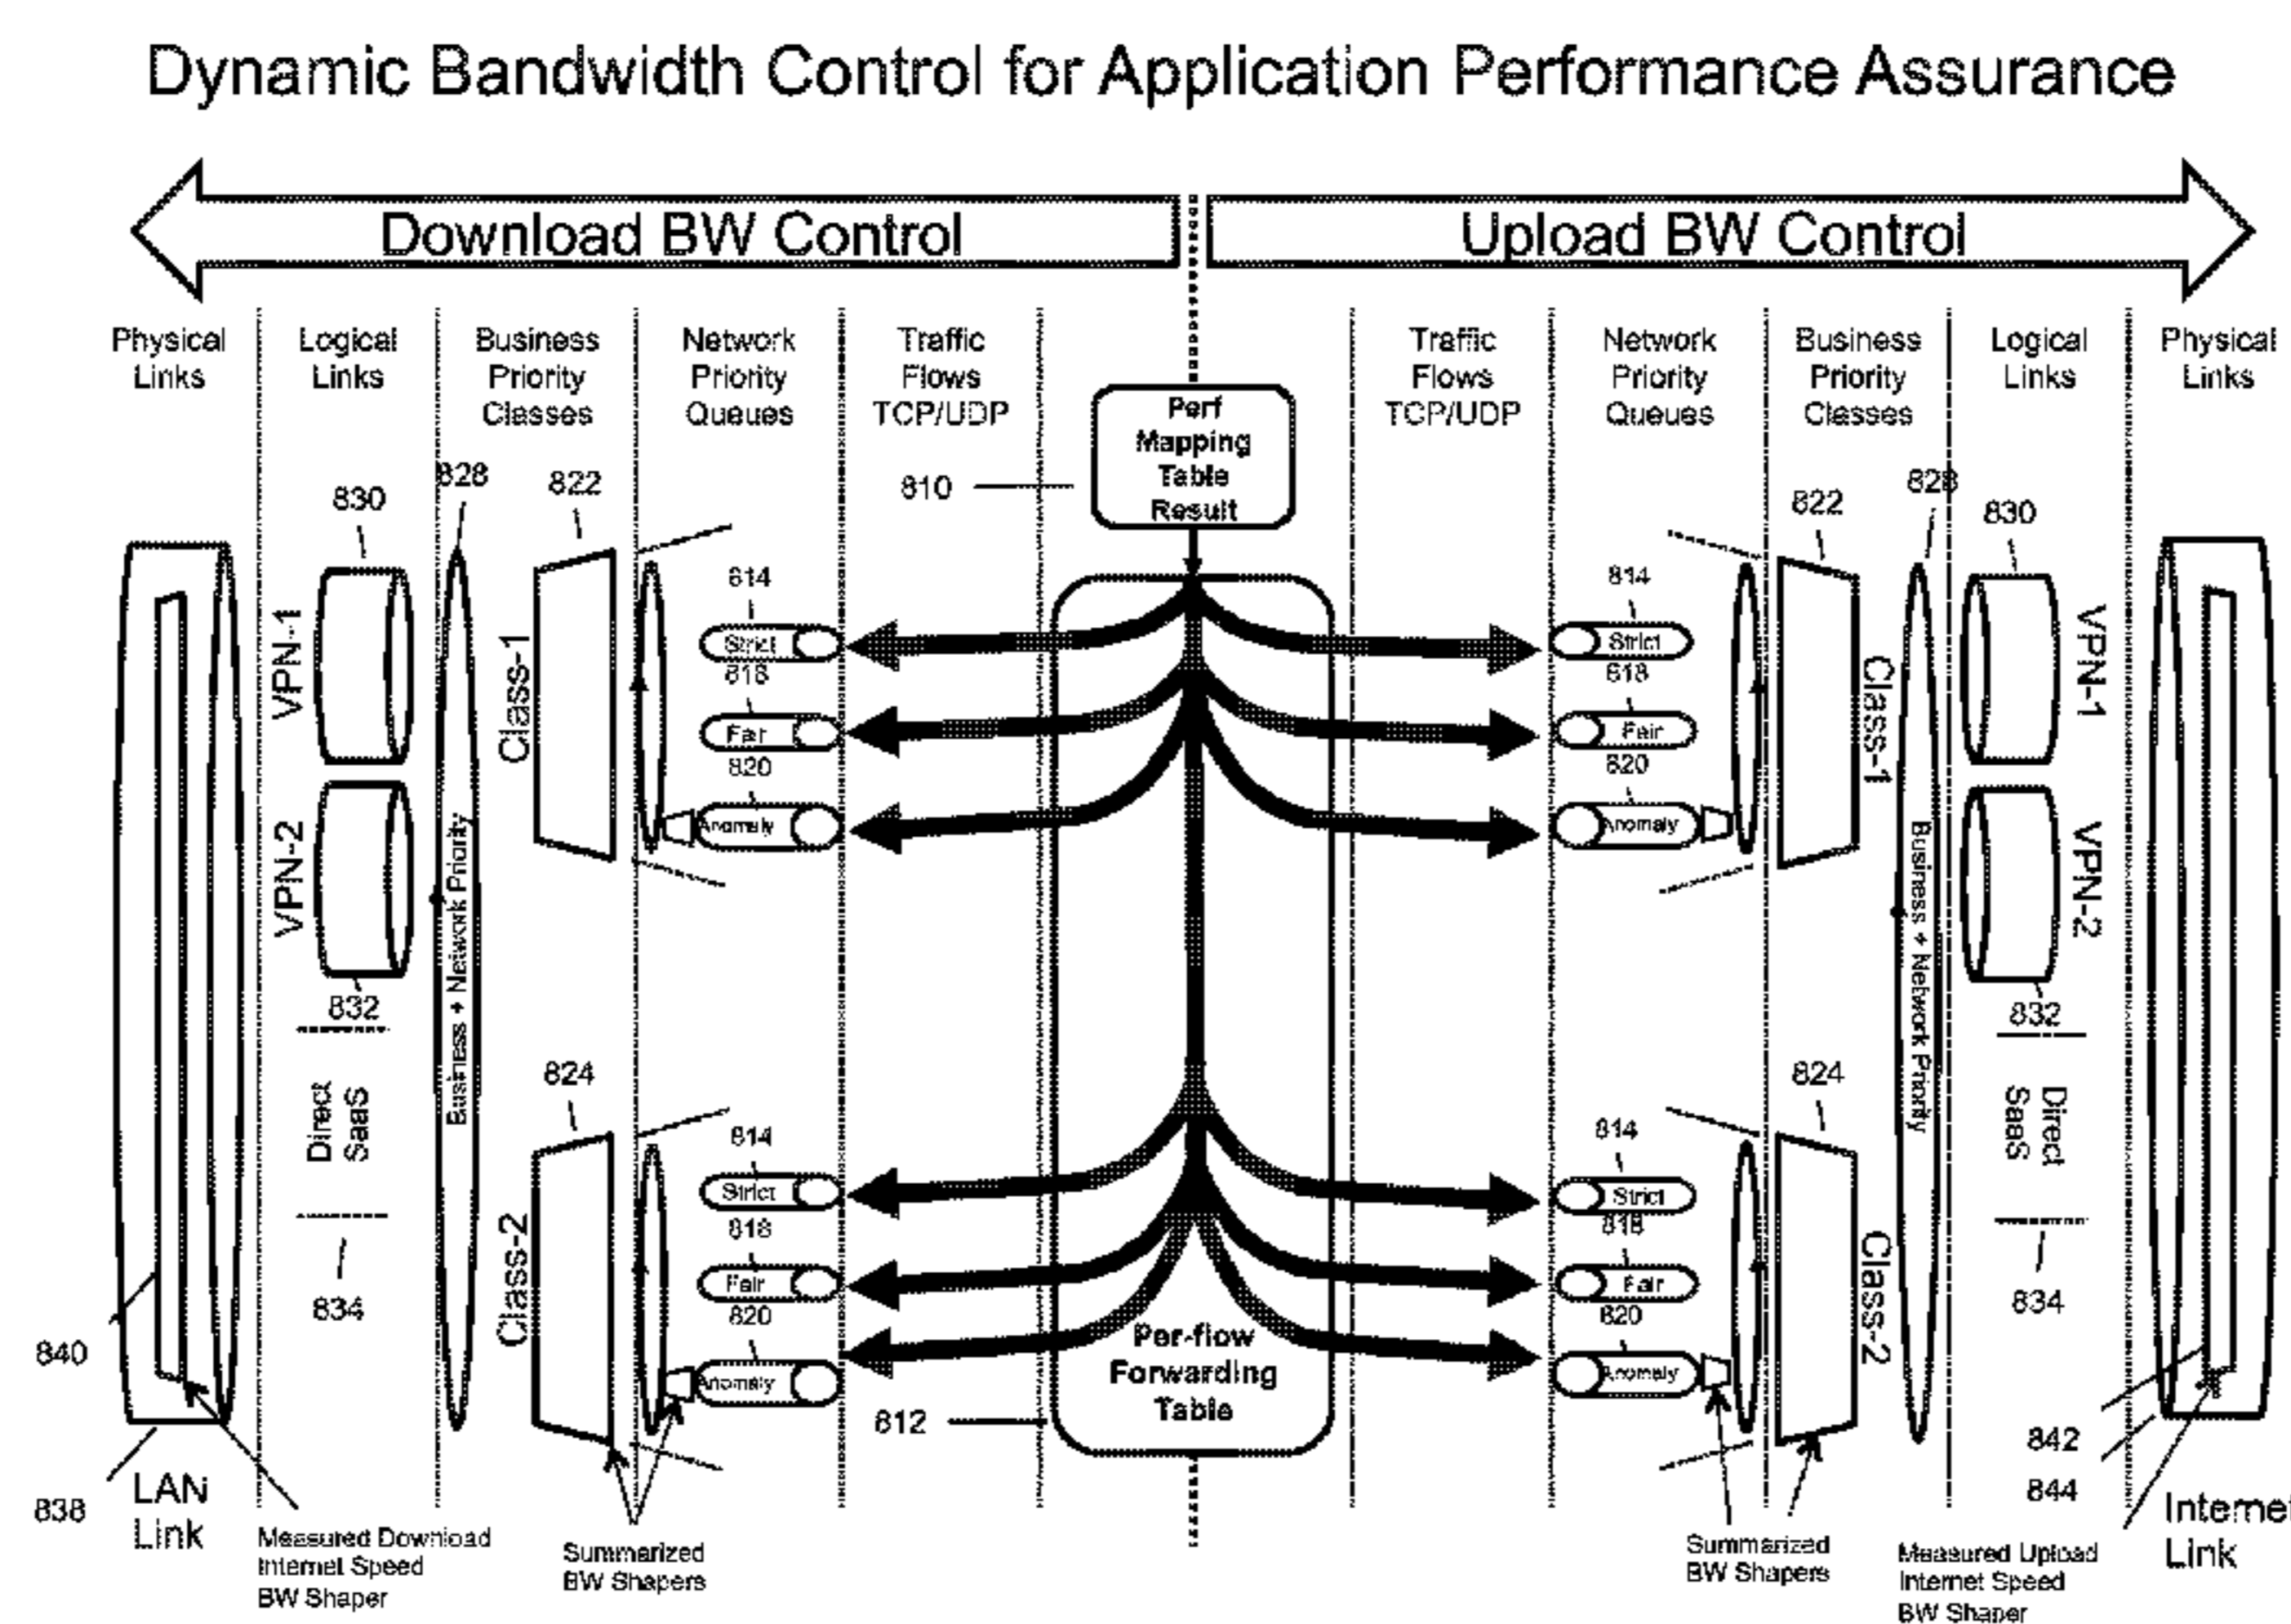 Dynamic Bandwidth Control for Application Performance Assurance
Download BW Control
Upload BW Control
Physical
Links
Logical
Links
Business
Priority
Classes
Network
Priority
Queues
Traffic
Flows
TCP/UDP
Traffic
Flows
TCP/UDP
Network
Priority
Queues
Business
Priority
Classes
Logical
Links
Physical
Links
Perf
Mapping
Table
Result
810
830
828
822
VPN-1
VPN-2
832
Direct
SaaS
834
Business + Network Priority
Class-1
814
Strict
818
Fair
820
Anomaly
824
Class-2
814
Strict
818
Fair
820
Anomaly
Per-flow
Forwarding
Table
812
814
Strict
818
Fair
820
Anomaly
822
Class-1
828
830
VPN-1
VPN-2
832
Business + Network Priority
Direct
SaaS
834
824
814
Strict
818
Fair
820
Anomaly
Class-2
840
838
LAN
Link
Measured Download
Internet Speed
BW Shaper
Summarized
BW Shapers
Summarized
BW Shapers
Measured Upload
Internet Speed
BW Shaper
842
844
Internet
Link